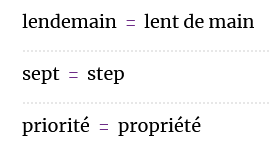 lendemain = lent de main
sept = step
priorité = propriété